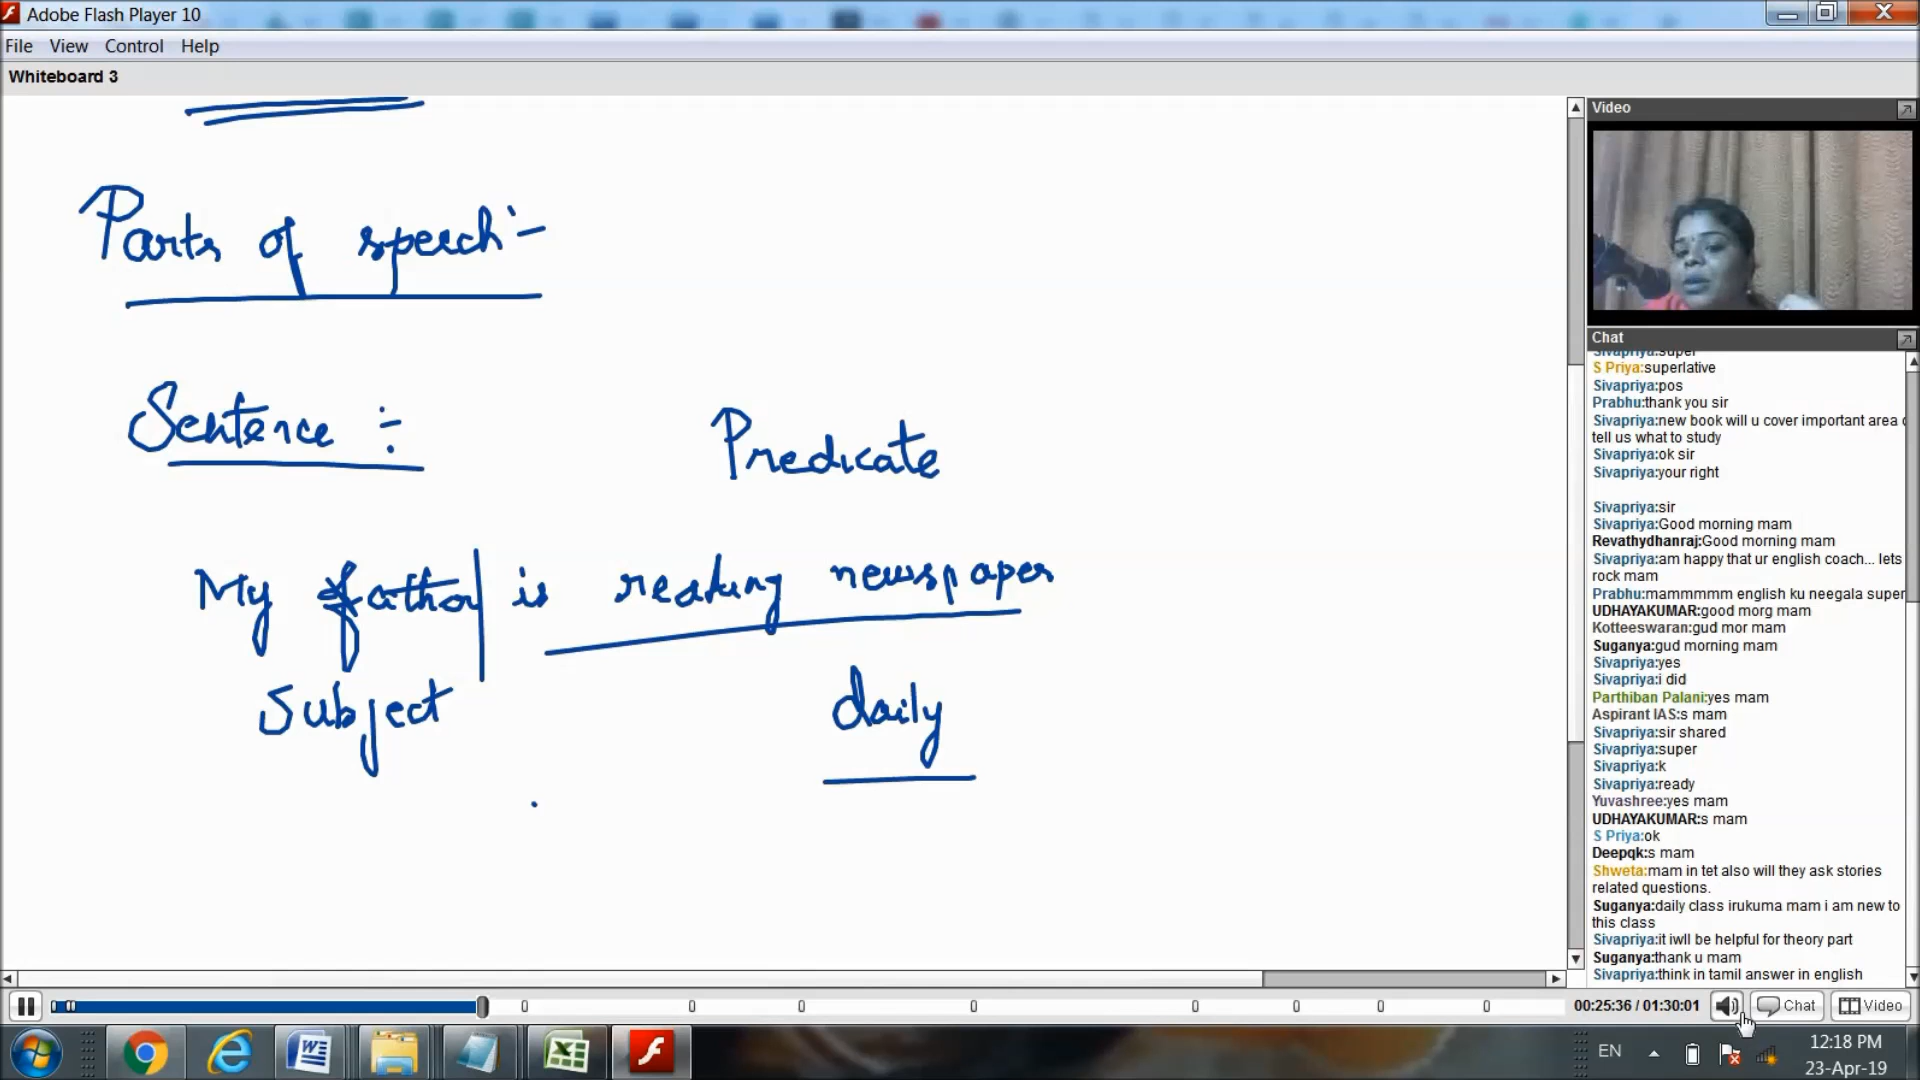 Adobe Flash Player 10
File View Control Help
Whiteboard 3
Parts of speech:-
Sentence :-
Predicate
My father is reading newspaper
Subject
daily
Video
Chat
Sivapriya:super
S Priya:superlative
Sivapriya:pos
Prabhu:thank you sir
Sivapriya:new book will u cover important area
tell us what to study
Sivapriya:ok sir
Sivapriya:your right
Sivapriya:sir
Sivapriya:Good morning mam
Revathydhanraj:Good morning mam
Sivapriya:am happy that ur english coach... lets
rock mam
Prabhu:mammmmm english ku neegala super
UDHAYAKUMAR:good morg mam
Kotteeswaran:gud mor mam
Suganya:gud morning mam
Sivapriya:yes
Sivapriya:i did
Parthiban Palani:yes mam
Aspirant IAS:s mam
Sivapriya:sir shared
Sivapriya:super
Sivapriya:k
Sivapriya:ready
Yuvashree:yes mam
UDHAYAKUMAR:s mam
S Priya:ok
Deepqk:s mam
Shweta:mam in tet also will they ask stories
related questions.
Suganya:daily class irukuma mam i am new to
this class
Sivapriya:it iwll be helpful for theory part
Suganya:thank u mam
Sivapriya:think in tamil answer in english
00:25:36 / 01:30:01
Chat
Video
EN
12:18 PM
23-Apr-19